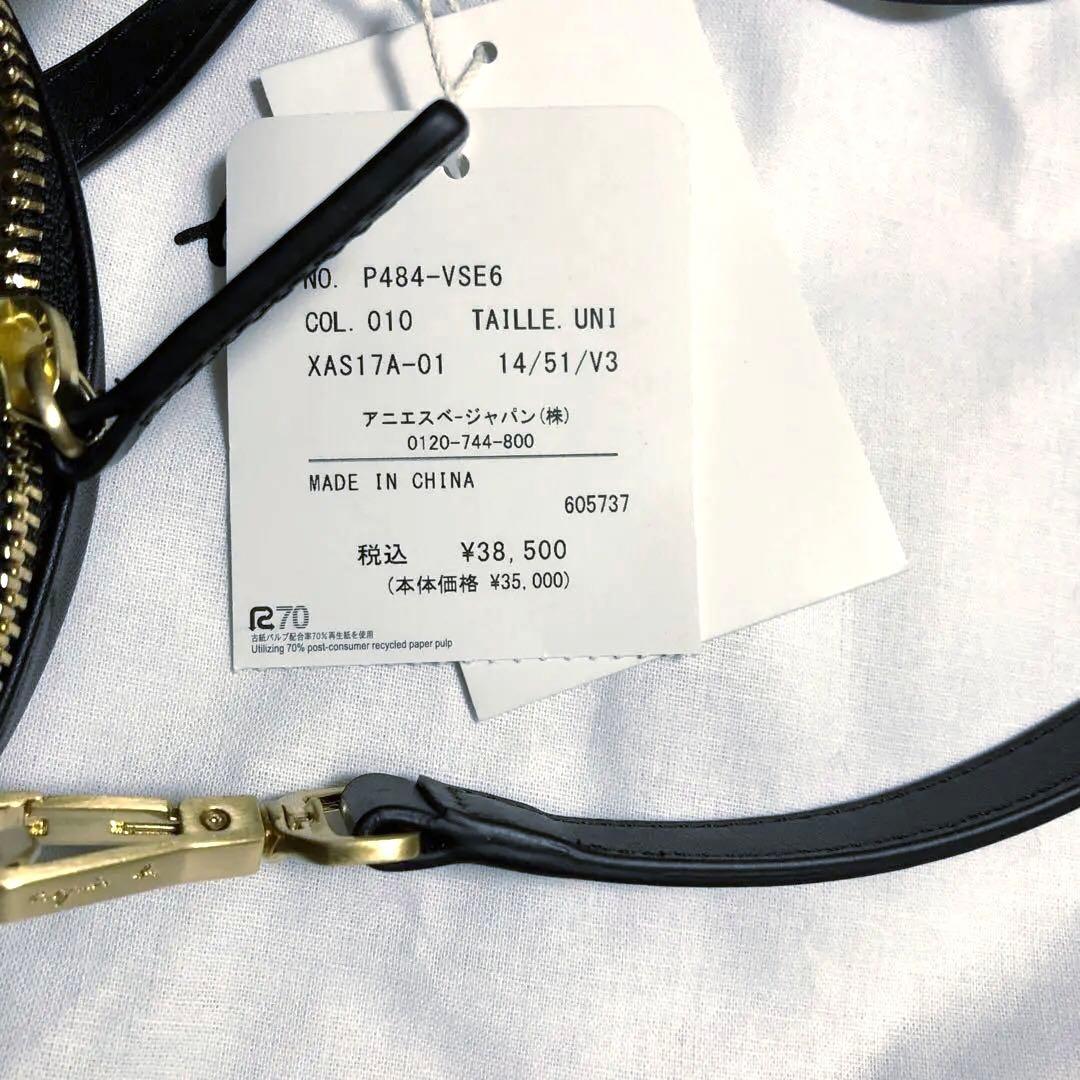 NO. P484-VSE6
COL. 010 TAILLE. UNI
XAS17A-01 14/51/V3
アニエスベージャパン(株)
0120-744-800
MADE IN CHINA
605737
税込 ¥38,500
(本体価格 ¥35,000)
R70
古紙パルプ配合率70%再生紙を使用
Utilizing 70% post-consumer recycled paper pulp